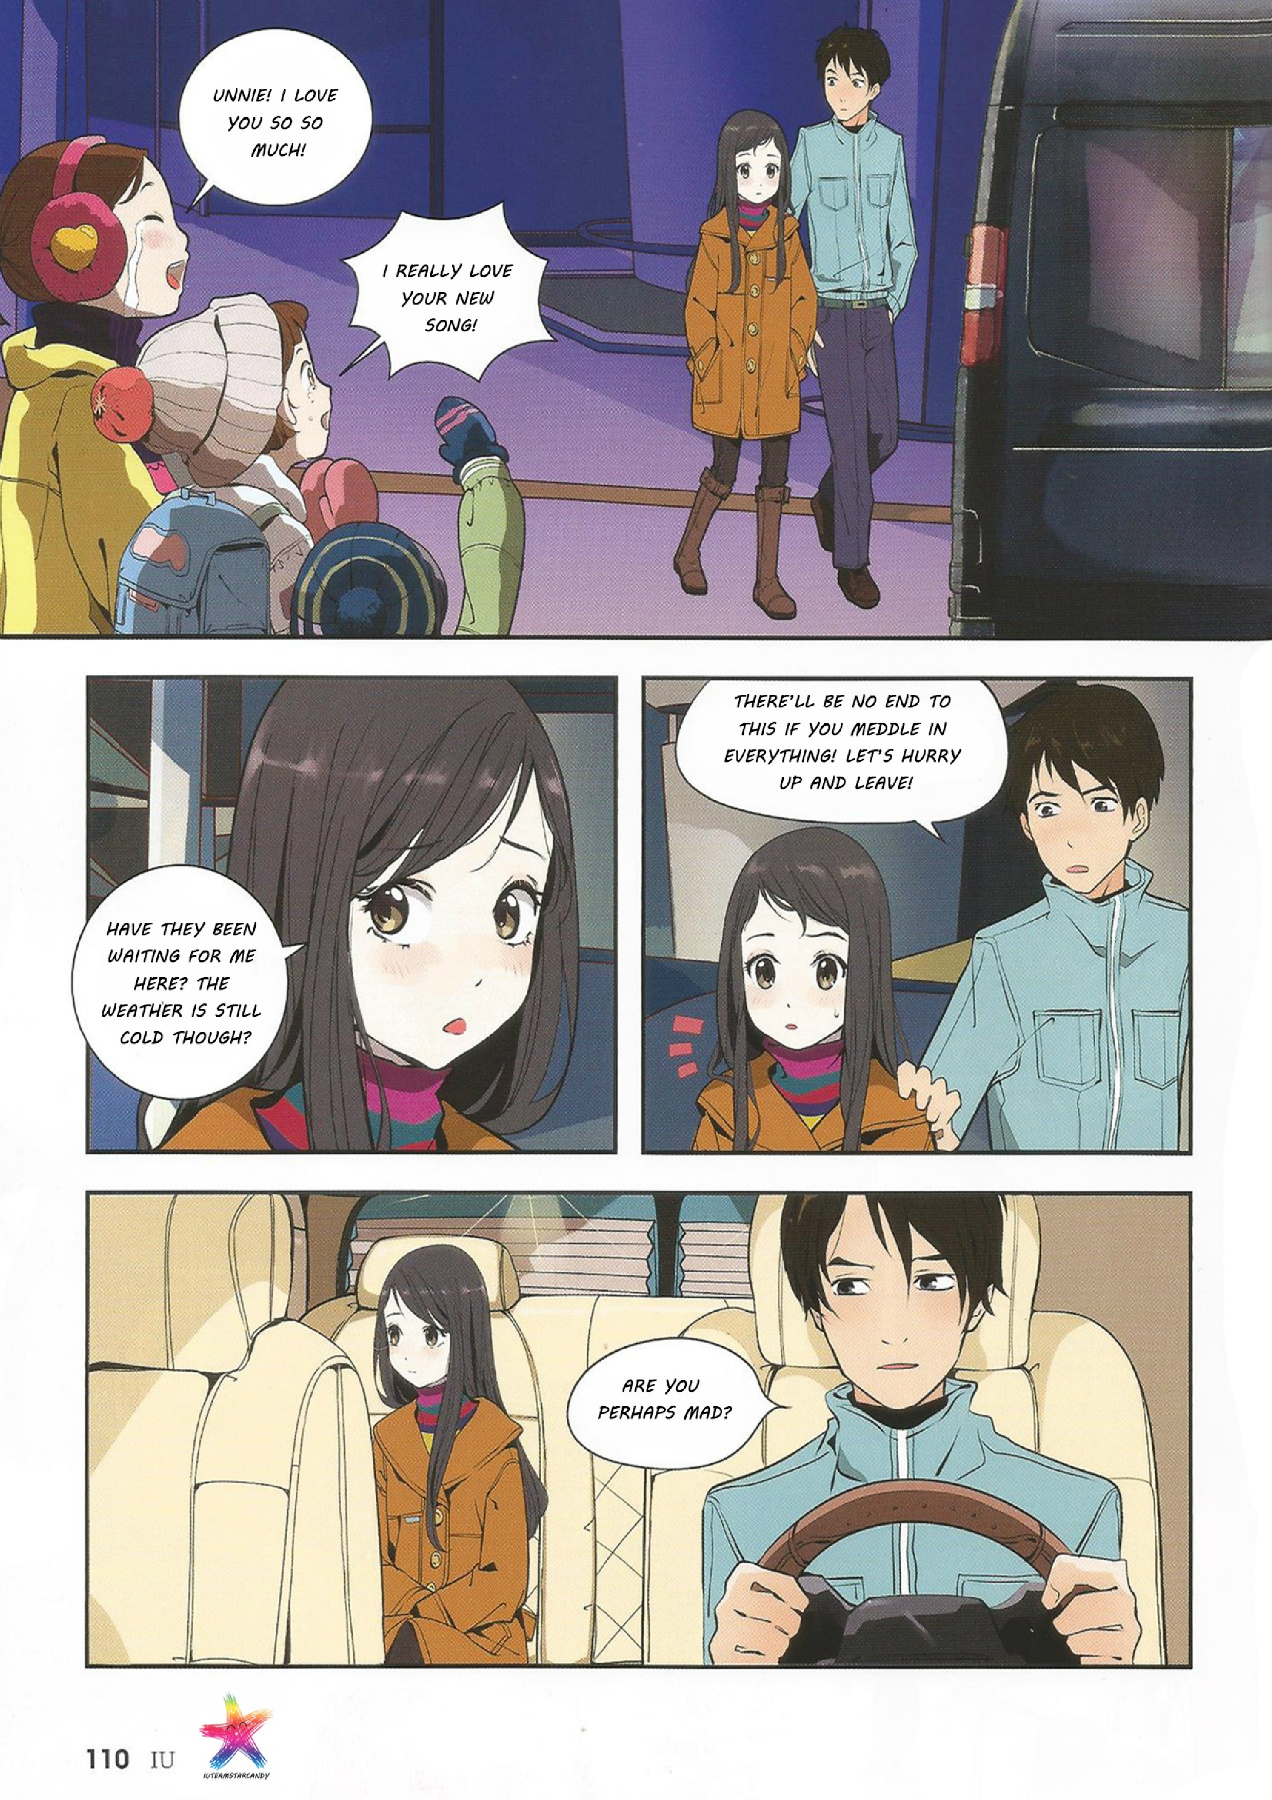 UNNIE! I LOVE
YOU SO SO
MUCH!
I REALLY LOVE
YOUR NEW
SONG!
HAVE THEY BEEN
WAITING FOR ME
HERE? THE
WEATHER IS STILL
COLD THOUGH?
THERE'LL BE NO END TO
THIS IF YOU MEDDLE IN
EVERYTHING! LET'S HURRY
UP AND LEAVE!
ARE YOU
PERHAPS MAD?
110 IU
IUTEAMSTARCANDY